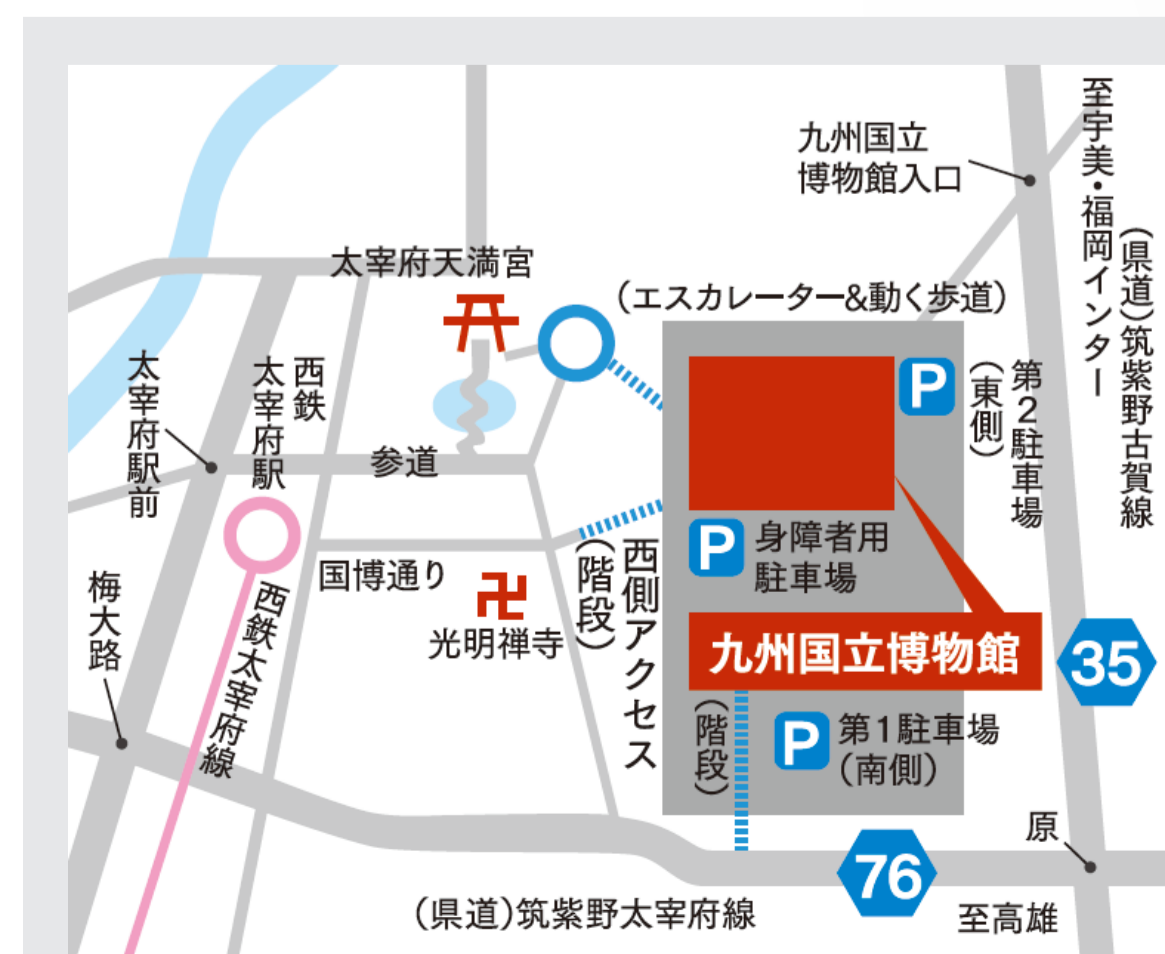 九州国立
博物館入口
至宇美・福岡インター
(県道)筑紫野古賀線
太宰府天満宮
(エスカレーター&動く歩道)
太宰府駅前
西鉄
太宰府駅
参道
P
第2駐車場
(東側)
P
身障者用
駐車場
国博通り
光明禅寺
西側アクセス
(階段)
梅大路
西鉄太宰府線
九州国立博物館
35
(階段)
P
第1駐車場
(南側)
原
76
(県道)筑紫野太宰府線
至高雄